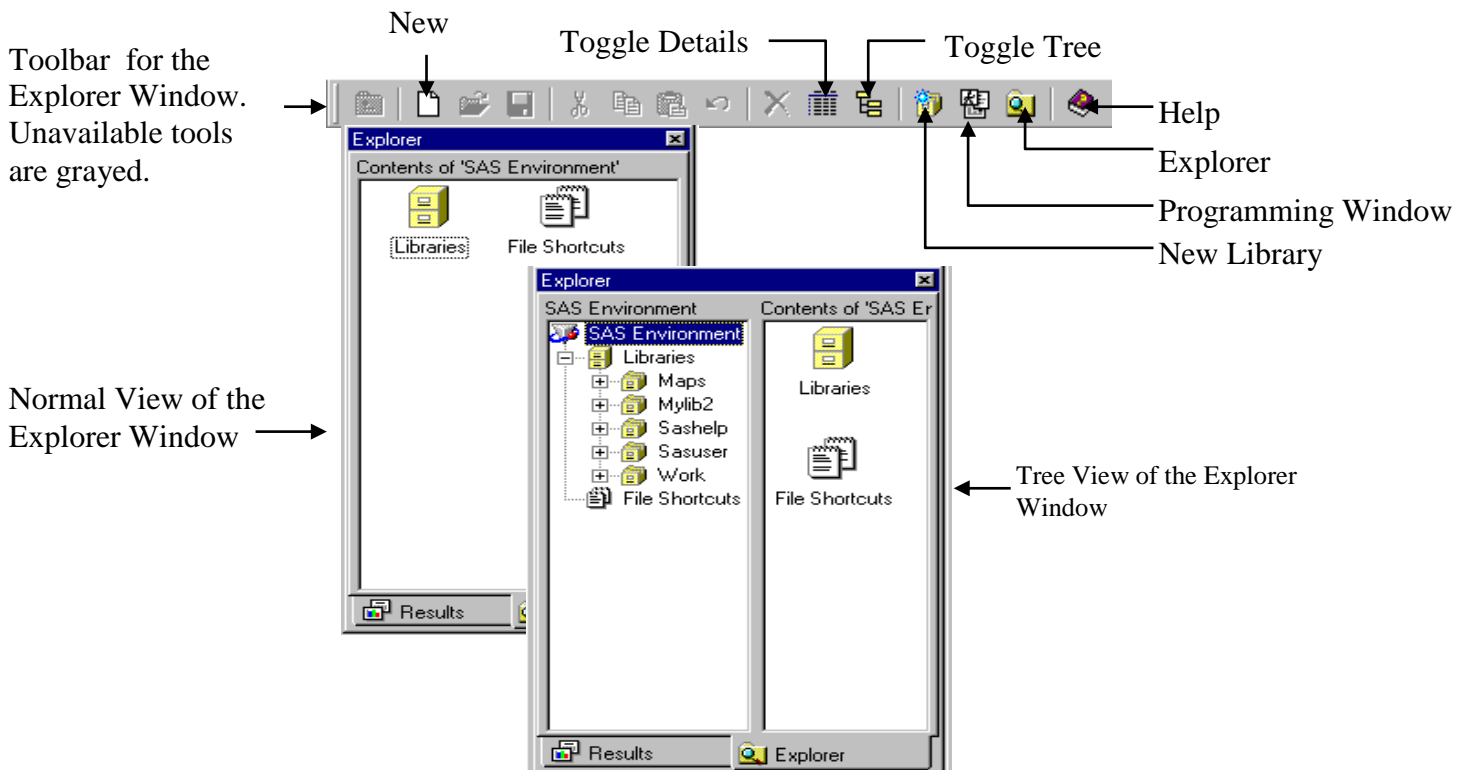 New
Toggle Details
Toggle Tree
Toolbar for the
Explorer Window.
Unavailable tools
are grayed.
Help
Explorer
Programming Window
New Library
Explorer
Contents of 'SAS Environment'
Libraries
File Shortcuts
Results
Normal View of the
Explorer Window
Explorer
SAS Environment
Contents of 'SAS Er
SAS Environment
Libraries
Maps
Mylib2
Sashelp
Sasuser
Work
File Shortcuts
Libraries
File Shortcuts
Results
Explorer
Tree View of the Explorer
Window